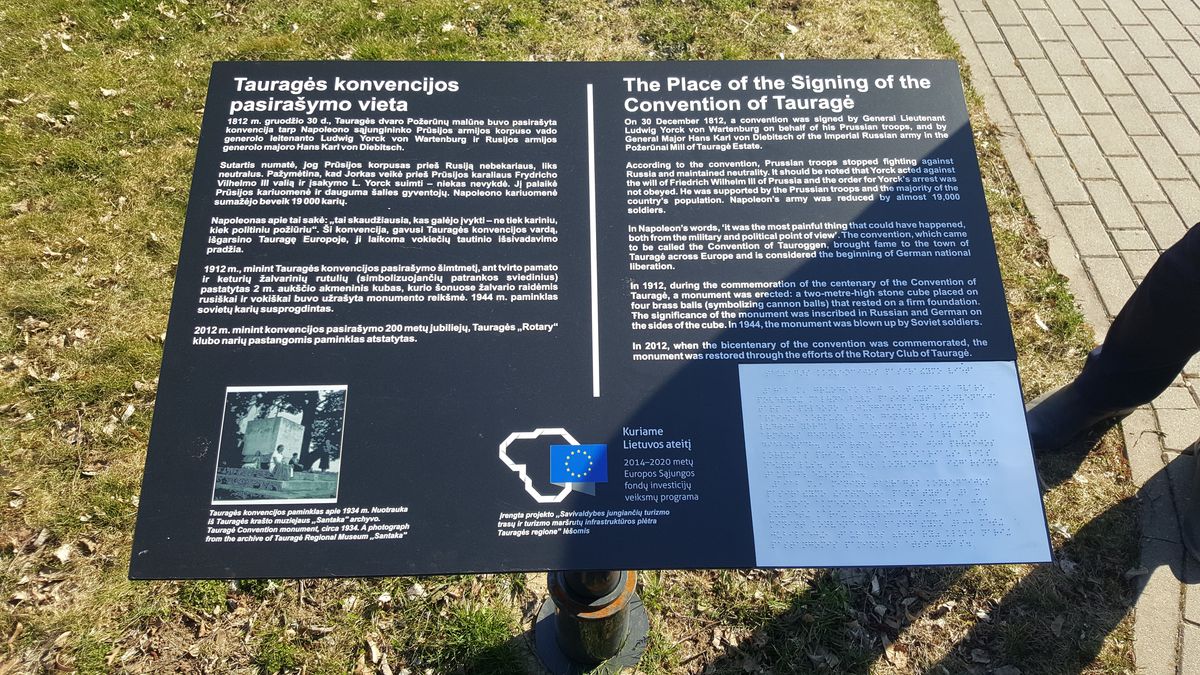 Tauragės konvencijos
pasirašymo vieta
1812 m. gruodžio 30 d., Tauragės dvaro Požerūnų malūne buvo pasirašyta
konvencija tarp Napoleono sąjungininko Prūsijos armijos korpuso vado
generolo leitenanto Ludwig Yorck von Wartenburg ir Rusijos armijos
generolo majoro Hans Karl von Diebitsch.
Sutartis numatė, jog Prūsijos korpusas prieš Rusiją nebekariaus, liks
neutralus. Pažymėtina, kad Jorkas veikė prieš Prūsijos karaliaus Frydricho
Vilhelmo III valią ir įsakymo L. Yorck suimti – niekas nevykdė. Jį palaikė
Prūsijos kariuomenė ir dauguma šalies gyventojų. Napoleono kariuomenė
sumažėjo beveik 19 000 karių.
Napoleonas apie tai sakė: „tai skaudžiausia, kas galėjo įvykti – ne tiek kariniu,
kiek politiniu požiūriu“. Ši konvencija, gavusi Tauragės konvencijos vardą,
išgarsino Tauragę Europoje, ji laikoma vokiečių tautinio išsivadavimo
pradžia.
1912 m., minint Tauragės konvencijos pasirašymo šimtmetį, ant tvirto pamato
ir keturių žalvarinių rutulių (simbolizuojančių patrankos sviedinius)
pastatytas 2 m. aukščio akmeninis kubas, kurio šonuose žalvario raidėmis
rusiškai ir vokiškai buvo užrašyta monumento reikšmė. 1944 m. paminklas
sovietų karių susprogdintas.
2012 m. minint konvencijos pasirašymo 200 metų jubiliejų, Tauragės „Rotary“
klubo narių pastangomis paminklas atstatytas.
Tauragės konvencijos paminklas apie 1934 m. Nuotrauka
iš Tauragės krašto muziejaus „Santaka“ archyvo.
Tauragė Convention monument, circa 1934. A photograph
from the archive of Tauragė Regional Museum „Santaka“
The Place of the Signing of the
Convention of Tauragė
On 30 December 1812, a convention was signed by General Lieutenant
Ludwig Yorck von Wartenburg on behalf of his Prussian troops, and by
General Major Hans Karl von Diebitsch of the Imperial Russian army in the
Požerūnai Mill of Tauragė Estate.
According to the convention, Prussian troops stopped fighting against
Russia and maintained neutrality. It should be noted that Yorck acted against
the will of Friedrich Wilhelm III of Prussia and the order for Yorck's arrest was
not obeyed. He was supported by the Prussian troops and the majority of the
country's population. Napoleon's army was reduced by almost 19,000
soldiers.
In Napoleon's words, 'it was the most painful thing that could have happened,
both from the military and political point of view'. The convention, which came
to be called the Convention of Tauroggen, brought fame to the town of
Tauragė across Europe and is considered the beginning of German national
liberation.
In 1912, during the commemoration of the centenary of the Convention of
Tauragė, a monument was erected: a two-metre-high stone cube placed on
four brass balls (symbolizing cannon balls) that rested on a firm foundation.
The significance of the monument was inscribed in Russian and German on
the sides of the cube. In 1944, the monument was blown up by Soviet soldiers.
In 2012, when the bicentenary of the convention was commemorated, the
monument was restored through the efforts of the Rotary Club of Tauragė.
Kuriame
Lietuvos ateitį
2014–2020 metų
Europos Sąjungos
fondų investicijų
veiksmų programa
Įrengta projekto „Savivaldybes jungiančių turizmo
trasų ir turizmo maršrutų infrastruktūros plėtra
Tauragės regione“ lėšomis